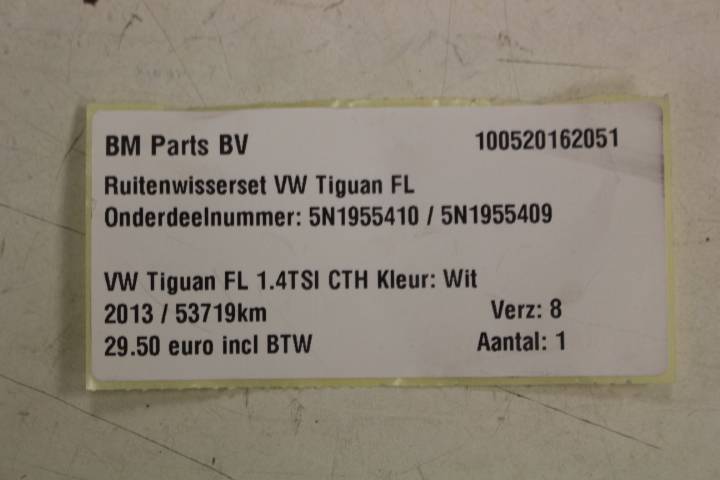 BM Parts BV 100520162051
Ruitenwisserset VW Tiguan FL
Onderdeelnummer: 5N1955410 / 5N1955409
VW Tiguan FL 1.4TSI CTH Kleur: Wit
2013 / 53719km Verz: 8
29.50 euro incl BTW Aantal: 1